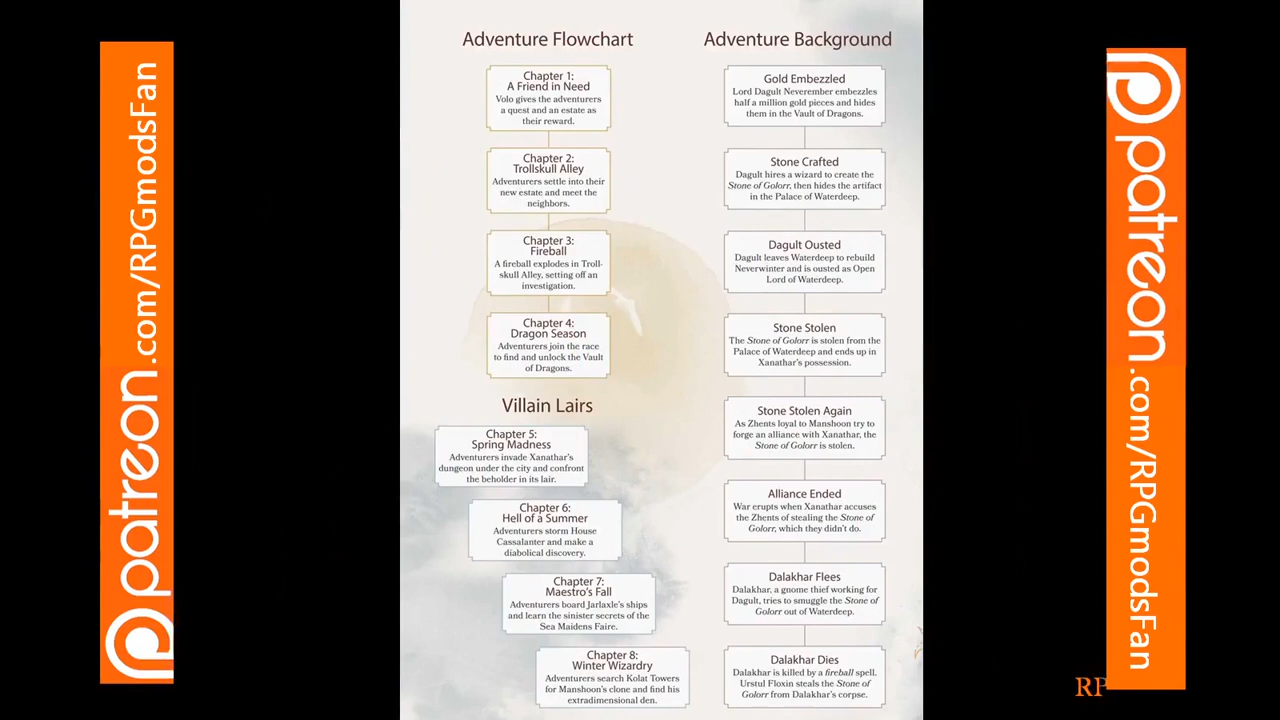 patreon.com/RPGmodsFan
Adventure Flowchart
Chapter 1:
A Friend in Need
Volo gives the adventurers
a quest and an estate as
their reward.
Chapter 2:
Trollskull Alley
Adventurers settle into their
new estate and meet the
neighbors.
Chapter 3:
Fireball
A fireball explodes in Troll-
skull Alley, setting off an
investigation.
Chapter 4:
Dragon Season
Adventurers join the race
to find and unlock the Vault
of Dragons.
Villain Lairs
Chapter 5:
Spring Madness
Adventurers invade Xanathar's
dungeon under the city and confront
the beholder in its lair.
Chapter 6:
Hell of a Summer
Adventurers storm House
Cassalanter and make a
diabolical discovery.
Chapter 7:
Maestro's Fall
Adventurers board Jarlaxle's ships
and learn the sinister secrets of the
Sea Maidens Faire.
Chapter 8:
Winter Wizardry
Adventurers search Kolat Towers
for Manshoon's clone and find his
extradimensional den.
Adventure Background
Gold Embezzled
Lord Dagult Neverember embezzles
half a million gold pieces and hides
them in the Vault of Dragons.
Stone Crafted
Dagult hires a wizard to create the
Stone of Golorr, then hides the artifact
in the Palace of Waterdeep.
Dagult Ousted
Dagult leaves Waterdeep to rebuild
Neverwinter and is ousted as Open
Lord of Waterdeep.
Stone Stolen
The Stone of Golorr is stolen from the
Palace of Waterdeep and ends up in
Xanathar's possession.
Stone Stolen Again
As Zhents loyal to Manshoon try to
forge an alliance with Xanathar, the
Stone of Golorr is stolen.
Alliance Ended
War erupts when Xanathar accuses
the Zhents of stealing the Stone of
Golorr, which they didn't do.
Dalakhar Flees
Dalakhar, a gnome thief working for
Dagult, tries to smuggle the Stone of
Golorr out of Waterdeep.
Dalakhar Dies
Dalakhar is killed by a fireball spell.
Urstul Floxin steals the Stone of
Golorr from Dalakhar's corpse.
patreon.com/RPGmodsFan
RP